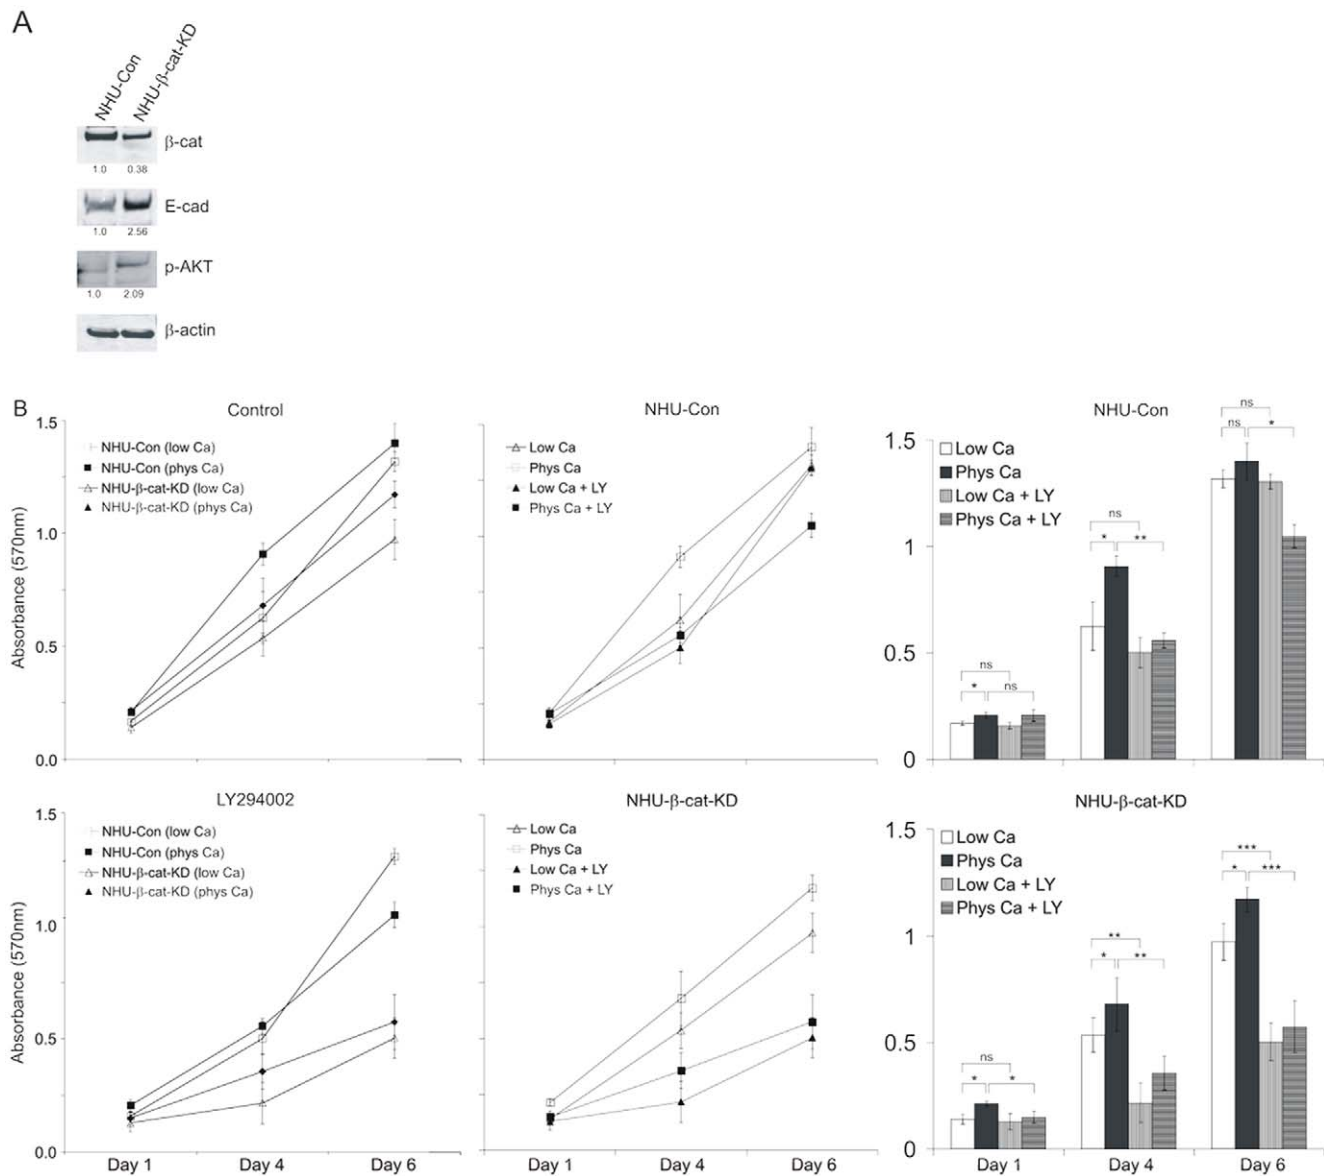 A
NHU-Con
NHU-β-cat-KD
β-cat
1.0 0.38
E-cad
1.0 2.56
p-AKT
1.0 2.09
β-actin
B
Control
1.5
1.0
0.5
0.0
Absorbance (570nm)
NHU-Con (low Ca)
NHU-Con (phys Ca)
NHU-β-cat-KD (low Ca)
NHU-β-cat-KD (phys Ca)
NHU-Con
Low Ca
Phys Ca
Low Ca + LY
Phys Ca + LY
NHU-Con
1.5
1
0.5
0
Low Ca
Phys Ca
Low Ca + LY
Phys Ca + LY
ns
* ns
ns
* **
ns
ns *
LY294002
1.5
1.0
0.5
0.0
Absorbance (570nm)
NHU-Con (low Ca)
NHU-Con (phys Ca)
NHU-β-cat-KD (low Ca)
NHU-β-cat-KD (phys Ca)
Day 1 Day 4 Day 6
NHU-β-cat-KD
Low Ca
Phys Ca
Low Ca + LY
Phys Ca + LY
Day 1 Day 4 Day 6
NHU-β-cat-KD
1.5
1
0.5
0
Low Ca
Phys Ca
Low Ca + LY
Phys Ca + LY
ns
* *
**
* **
***
* ***
Day 1 Day 4 Day 6